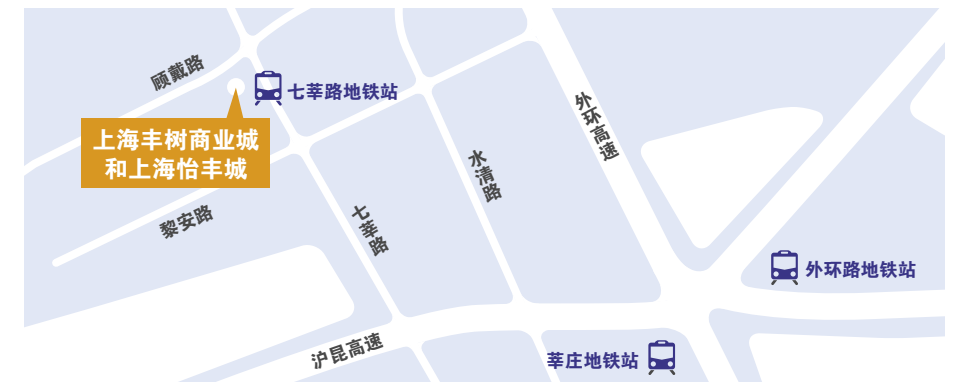 顾戴路
七莘路地铁站
上海丰树商业城
和上海怡丰城
外环高速
水清路
黎安路
七莘路
外环路地铁站
沪昆高速
莘庄地铁站